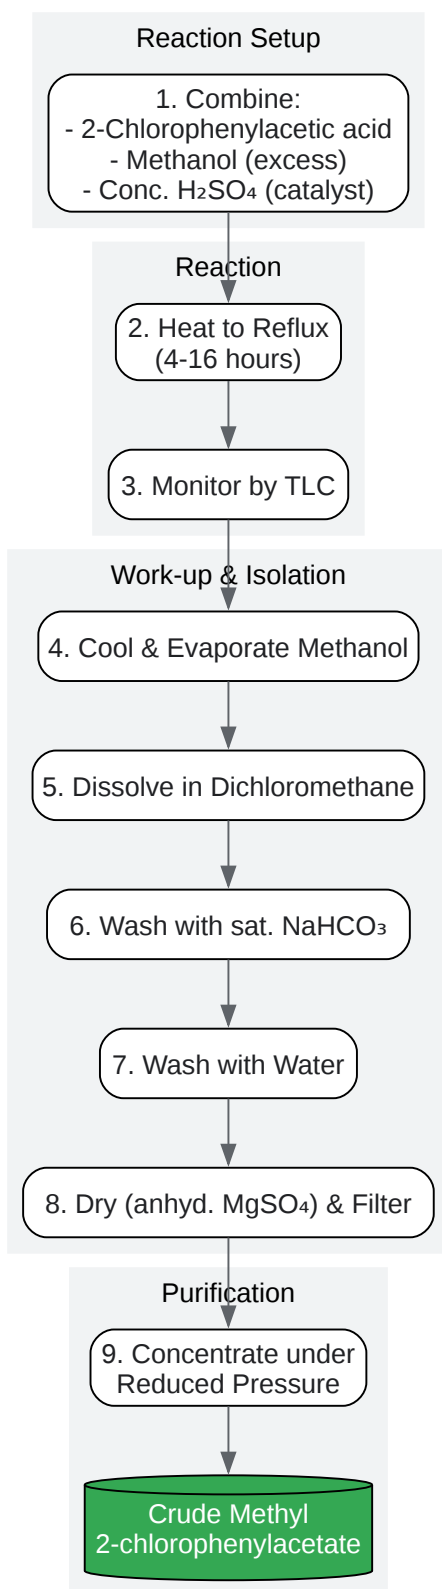 Reaction Setup
1. Combine:
- 2-Chlorophenylacetic acid
- Methanol (excess)
- Conc. H₂SO₄ (catalyst)
Reaction
2. Heat to Reflux
(4-16 hours)
3. Monitor by TLC
Work-up & Isolation
4. Cool & Evaporate Methanol
5. Dissolve in Dichloromethane
6. Wash with sat. NaHCO₃
7. Wash with Water
8. Dry (anhyd. MgSO₄) & Filter
Purification
9. Concentrate under
Reduced Pressure
Crude Methyl
2-chlorophenylacetate